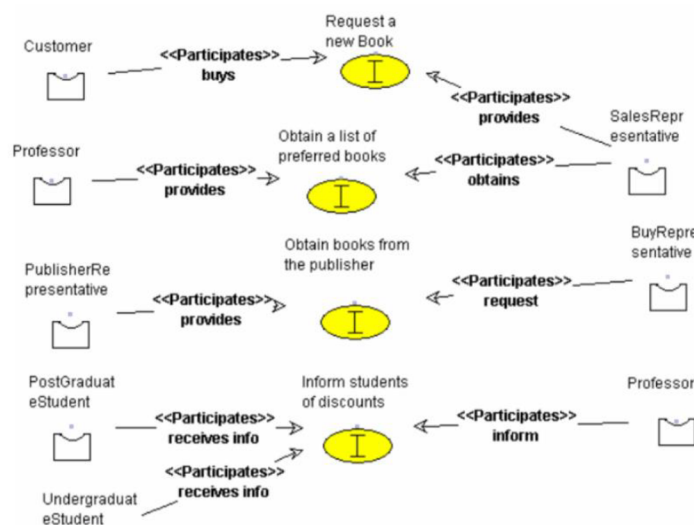 Request a
new Book
Customer
<<Participates>>
buys
<<Participates>>
provides
SalesRepr
esentative
Obtain a list of
preferred books
Professor
<<Participates>>
provides
<<Participates>>
obtains
Obtain books from
the publisher
BuyRepre
sentative
PublisherRe
presentative
<<Participates>>
provides
<<Participates>>
request
PostGraduat
eStudent
Inform students
of discounts
Professor
<<Participates>>
receives info
<<Participates>>
inform
<<Participates>>
receives info
Undergraduat
eStudent